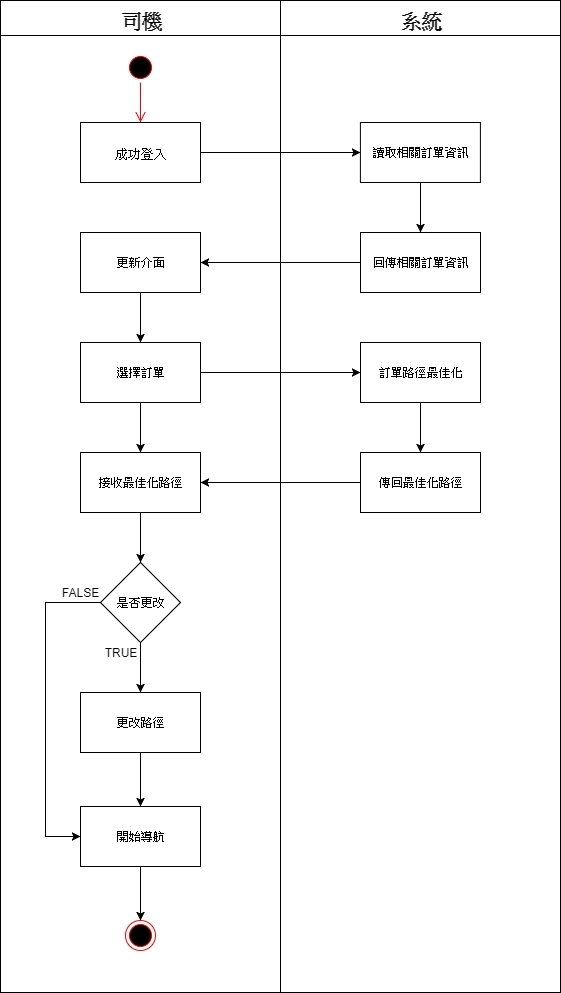 司機
系統
成功登入
讀取相關訂單資訊
更新介面
回傳相關訂單資訊
選擇訂單
訂單路徑最佳化
接收最佳化路徑
傳回最佳化路徑
FALSE
是否更改
TRUE
更改路徑
開始導航